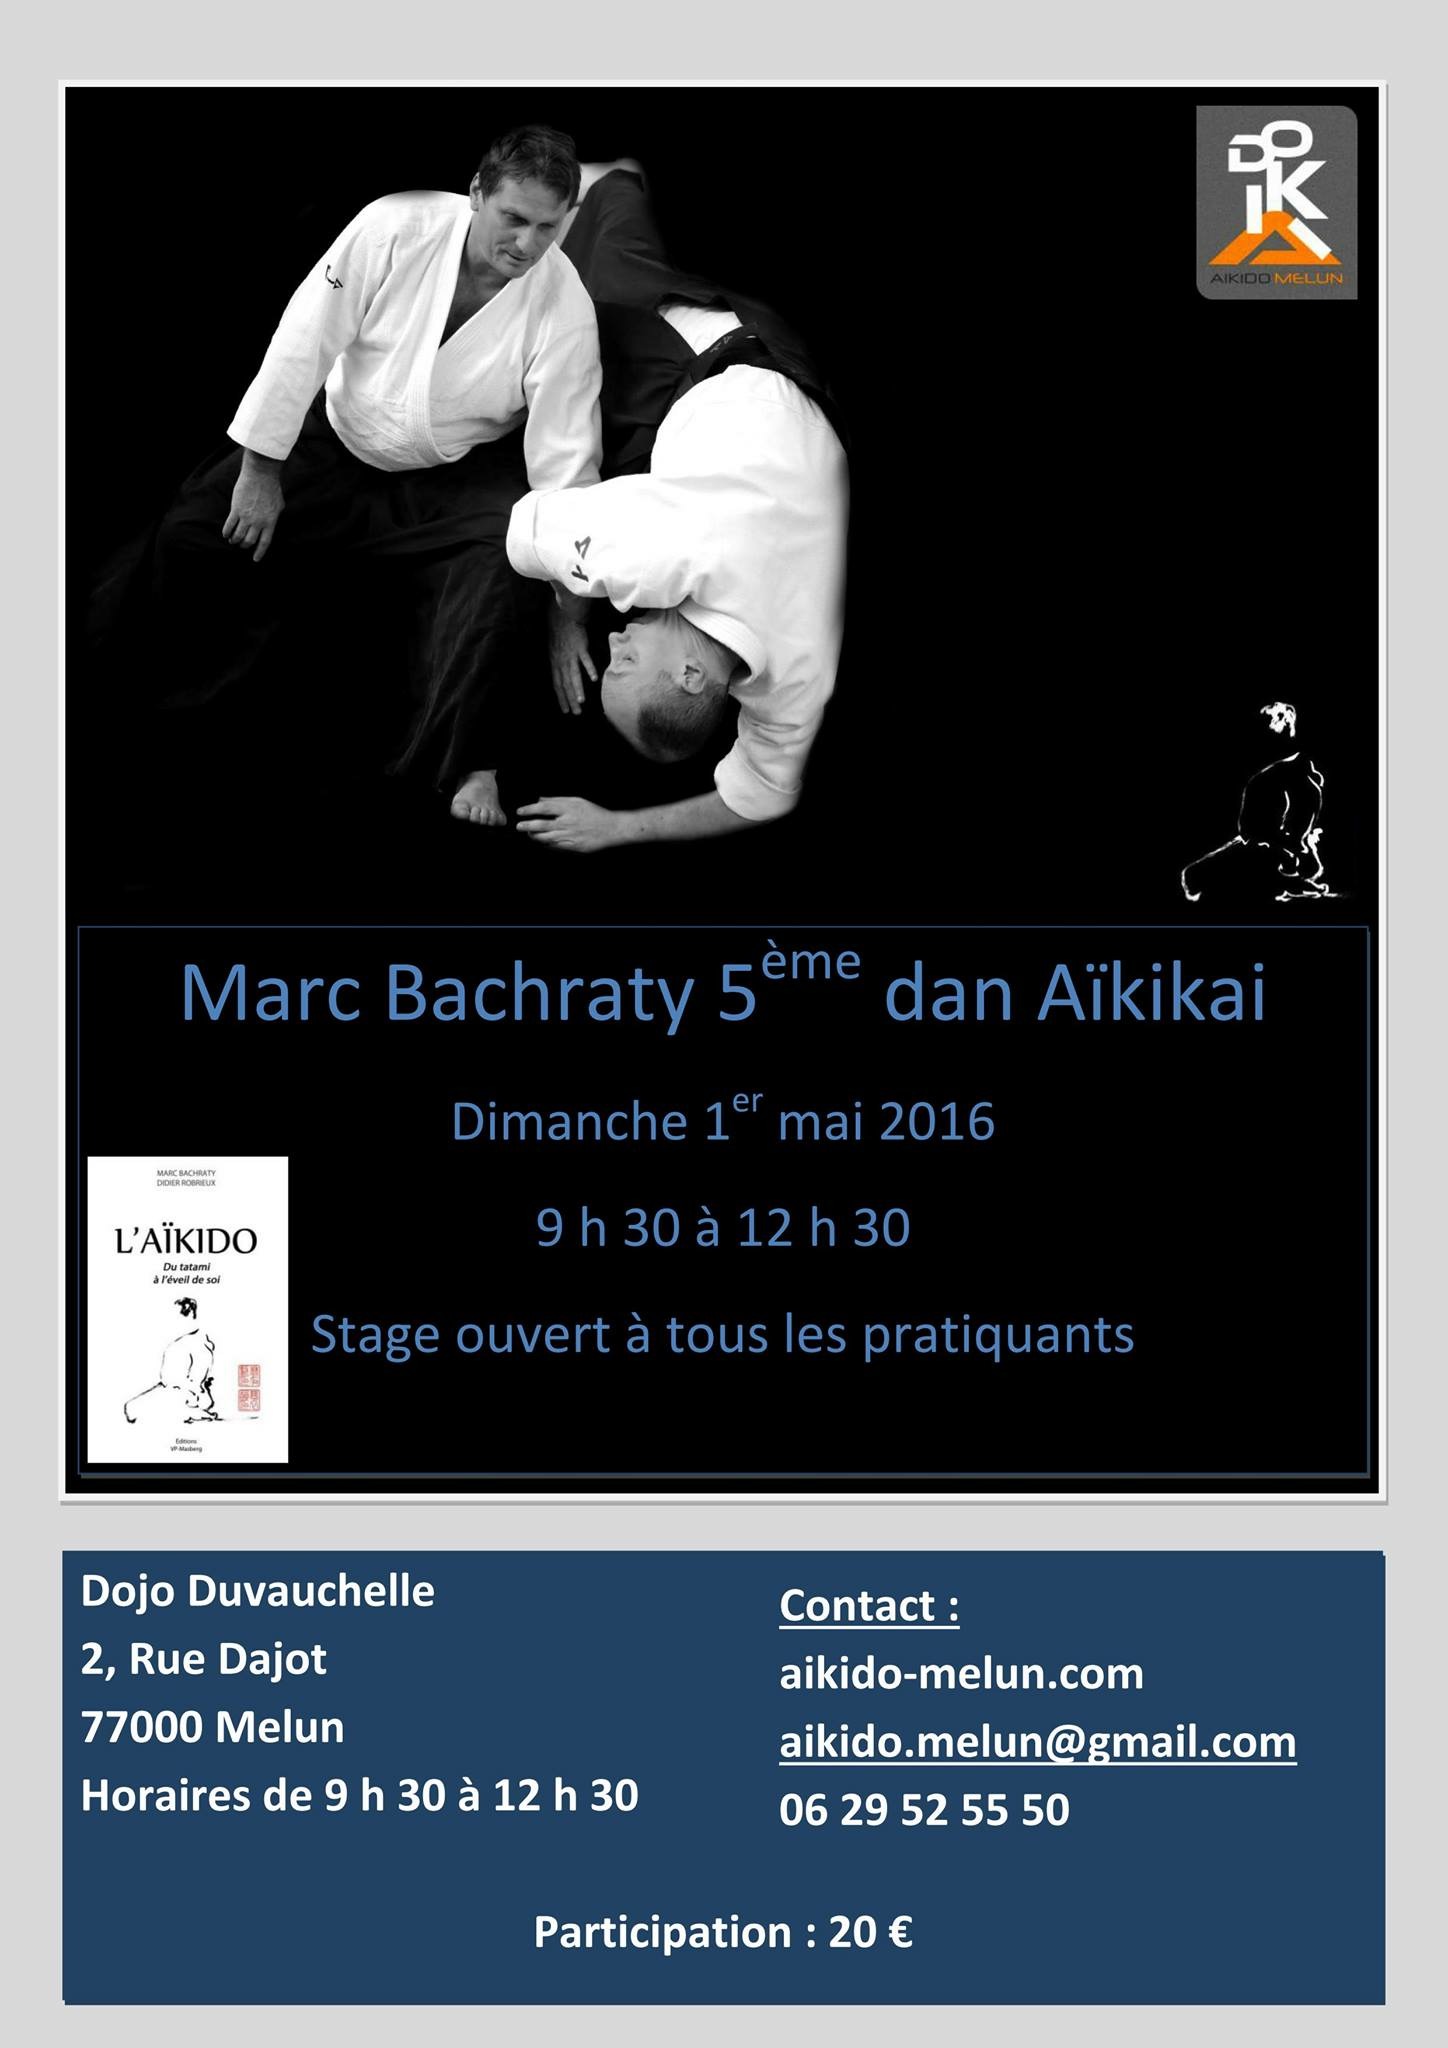 DO
IK
A I
AIKIDO MELUN
Marc Bachraty 5ème dan Aïkikai
Dimanche 1er mai 2016
9 h 30 à 12 h 30
Stage ouvert à tous les pratiquants
MARC BACHRATY
DIDIER ROBRIEUX
L'AÏKIDO
Du tatami
à l'éveil de soi
Éditions
VP-Masberg
Dojo Duvauchelle
2, Rue Dajot
77000 Melun
Horaires de 9 h 30 à 12 h 30
Contact :
aikido-melun.com
aikido.melun@gmail.com
06 29 52 55 50
Participation : 20 €